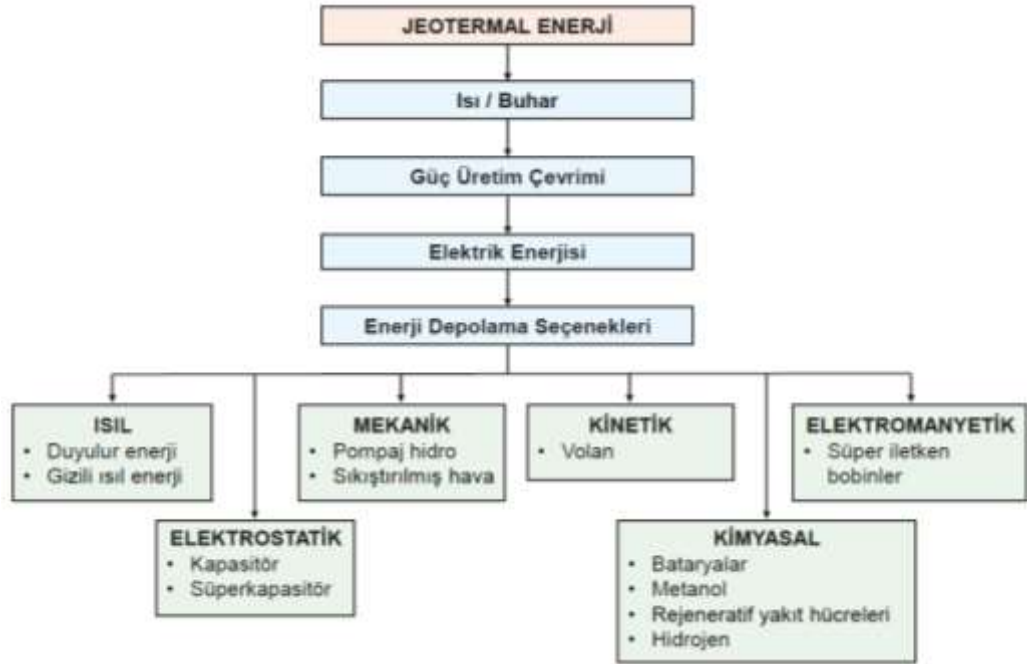 JEOTERMAL ENERJİ
Isı / Buhar
Güç Üretim Çevrimi
Elektrik Enerjisi
Enerji Depolama Seçenekleri
ISIL
• Duyulur enerji
• Gizili ısıl enerji
MEKANİK
• Pompaj hidro
• Sıkıştırılmış hava
KİNETİK
• Volan
ELEKTROMANYETİK
• Süper iletken
bobinler
ELEKTROSTATİK
• Kapasitör
• Süperkapasitör
KİMYASAL
• Bataryalar
• Metanol
• Rejeneratif yakıt hücreleri
• Hidrojen